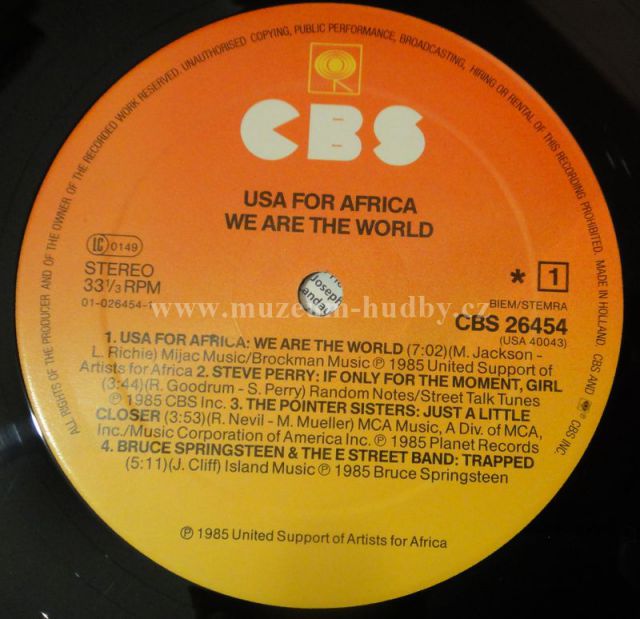 ALL RIGHTS OF THE PRODUCER AND OF THE OWNER OF THE RECORDED WORK RESERVED. UNAUTHORISED COPYING, PUBLIC PERFORMANCE, BROADCASTING, HIRING OR RENTAL OF THIS RECORDING PROHIBITED. MADE IN HOLLAND. CBS AND CBS INC.
CBS
USA FOR AFRICA
WE ARE THE WORLD
LC 0149
STEREO
33⅓ RPM
01-026454-1
Joseph
* 1
BIEM/STEMRA
CBS 26454
(USA 40043)
www.muzeum-hudby.cz
1. USA FOR AFRICA: WE ARE THE WORLD (7:02)(M. Jackson -
L. Richie) Mijac Music/Brockman Music ℗ 1985 United Support of
Artists for Africa 2. STEVE PERRY: IF ONLY FOR THE MOMENT, GIRL
(3:44)(R. Goodrum - S. Perry) Random Notes/Street Talk Tunes
℗ 1985 CBS Inc. 3. THE POINTER SISTERS: JUST A LITTLE
CLOSER (3:53)(R. Nevil - M. Mueller) MCA Music, A Div. of MCA,
Inc./Music Corporation of America Inc. ℗ 1985 Planet Records
4. BRUCE SPRINGSTEEN & THE E STREET BAND: TRAPPED
(5:11)(J. Cliff) Island Music ℗ 1985 Bruce Springsteen
℗ 1985 United Support of Artists for Africa